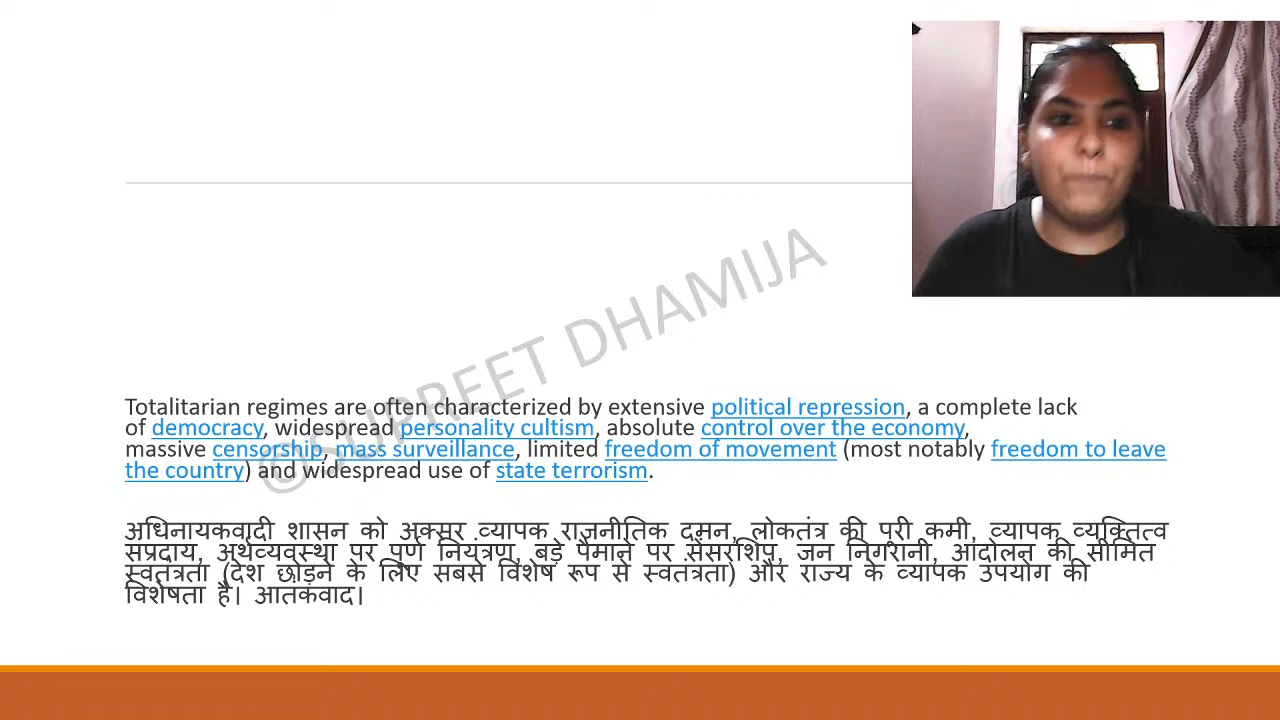 ©SUPREET DHAMIJA
Totalitarian regimes are often characterized by extensive political repression, a complete lack
of democracy, widespread personality cultism, absolute control over the economy,
massive censorship, mass surveillance, limited freedom of movement (most notably freedom to leave
the country) and widespread use of state terrorism.
अधिनायकवादी शासन को अक्सर व्यापक राजनीतिक दमन, लोकतंत्र की पूरी कमी, व्यापक व्यक्तित्व
संप्रदाय, अर्थव्यवस्था पर पूर्ण नियंत्रण, बड़े पैमाने पर सेंसरशिप, जन निगरानी, आंदोलन की सीमित
स्वतंत्रता (देश छोड़ने के लिए सबसे विशेष रूप से स्वतंत्रता) और राज्य के व्यापक उपयोग की
विशेषता है। आतंकवाद।